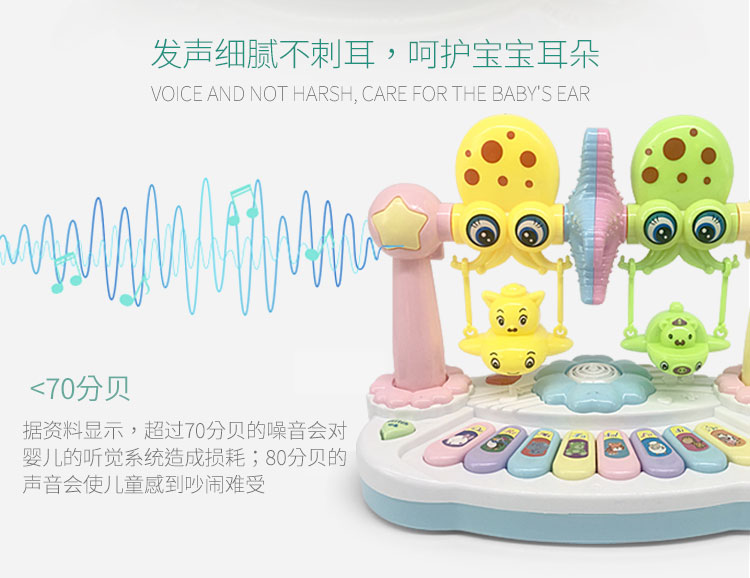 发声细腻不刺耳，呵护宝宝耳朵
VOICE AND NOT HARSH, CARE FOR THE BABY'S EAR
<70分贝
据资料显示，超过70分贝的噪音会对
婴儿的听觉系统造成损耗；80分贝的
声音会使儿童感到吵闹难受